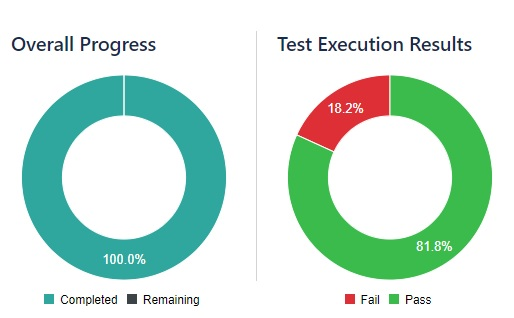 Overall Progress
100.0%
Completed Remaining
Test Execution Results
18.2%
81.8%
Fail Pass